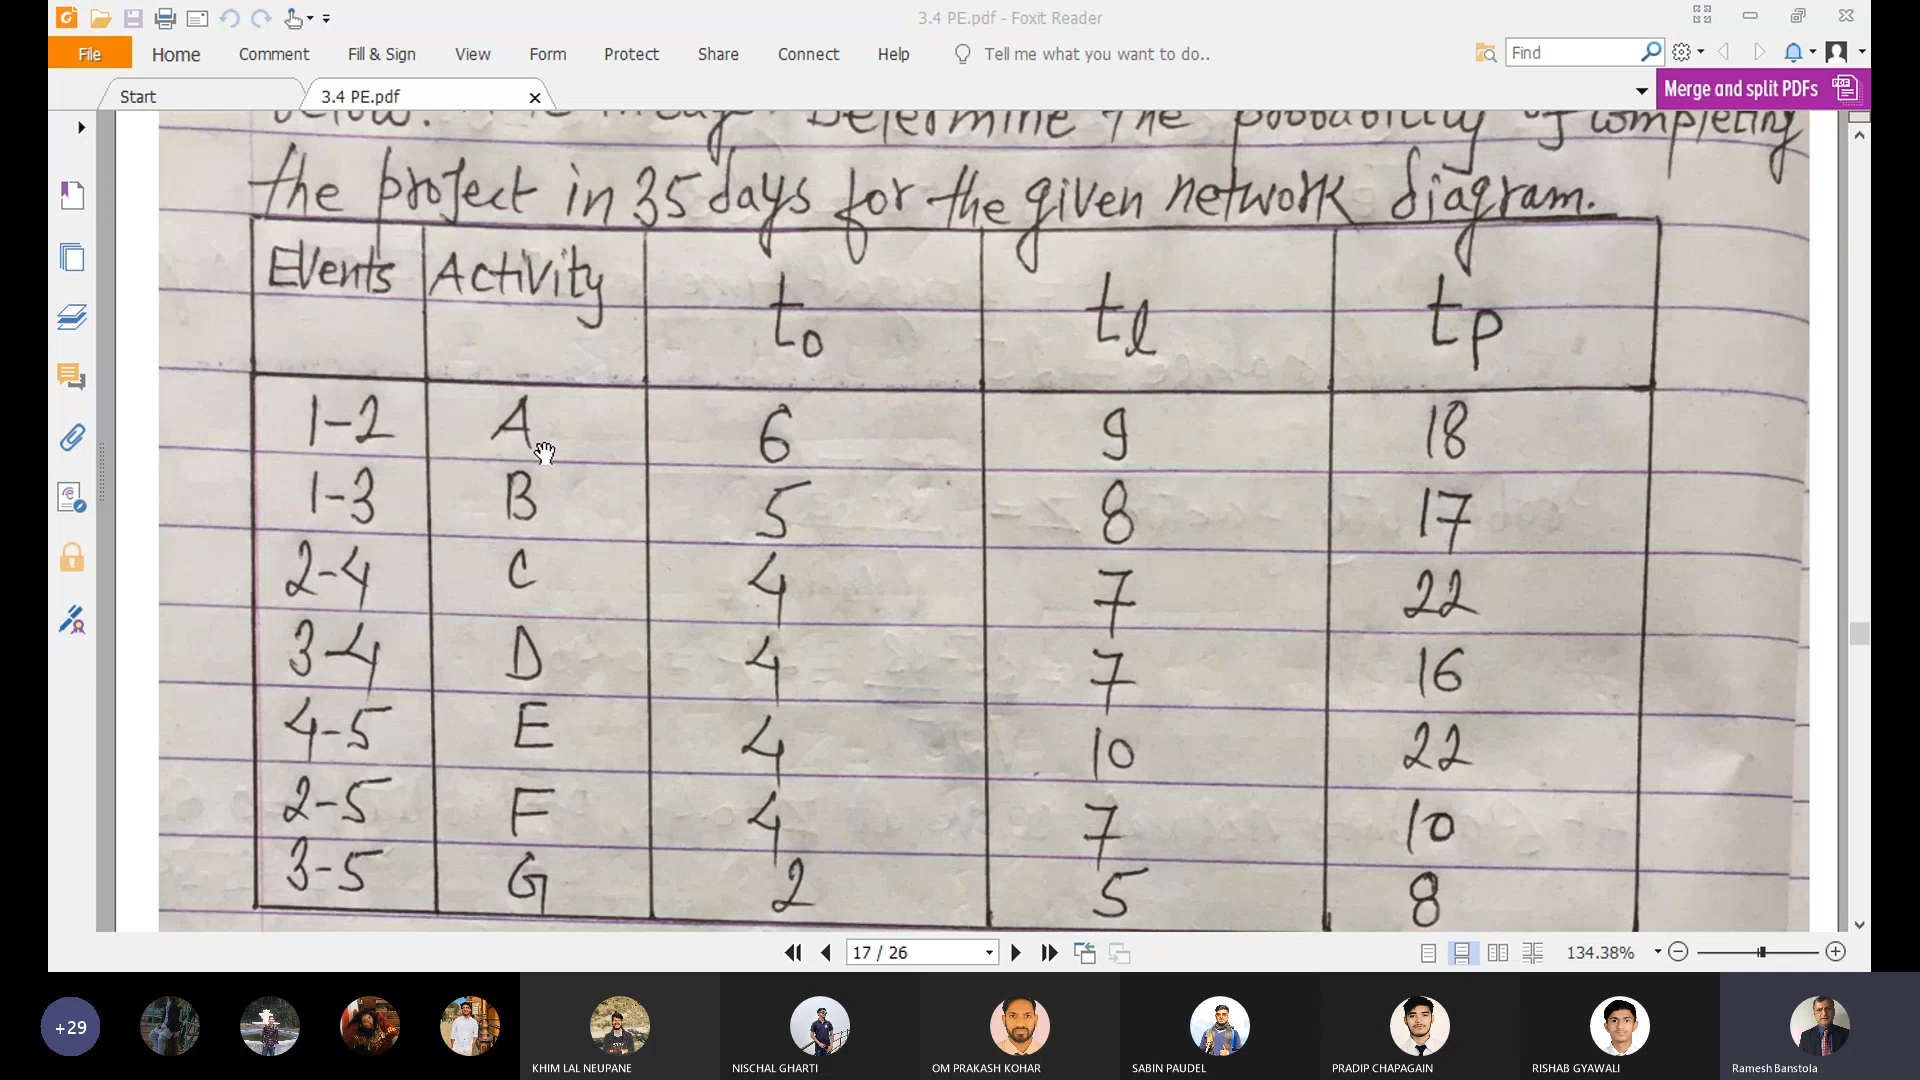 3.4 PE.pdf - Foxit Reader
File Home Comment Fill & Sign View Form Protect Share Connect Help Tell me what you want to do.. Find
Start 3.4 PE.pdf Merge and split PDFs
Determine the probability of completing
the project in 35 days for the given network diagram.
Events Activity to tl tp
1-2 A 6 9 18
1-3 B 5 8 17
2-4 C 4 7 22
3-4 D 4 7 16
4-5 E 4 10 22
2-5 F 4 7 10
3-5 G 2 5 8
17 / 26 134.38%
+29
KHIM LAL NEUPANE NISCHAL GHARTI OM PRAKASH KOHAR SABIN PAUDEL PRADIP CHAPAGAIN RISHAB GYAWALI Ramesh Banstola